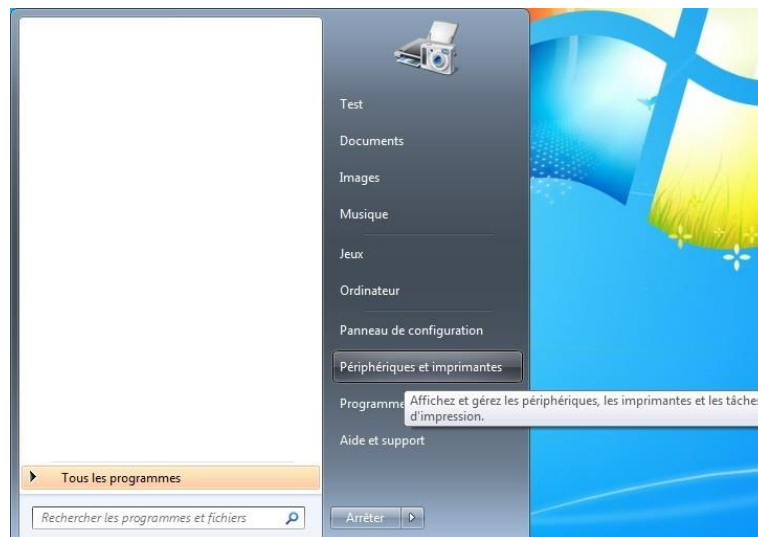 Test
Documents
Images
Musique
Jeux
Ordinateur
Panneau de configuration
Périphériques et imprimantes
Programme
Affichez et gérez les périphériques, les imprimantes et les tâches
d'impression.
Aide et support
Tous les programmes
Rechercher les programmes et fichiers
Arrêter